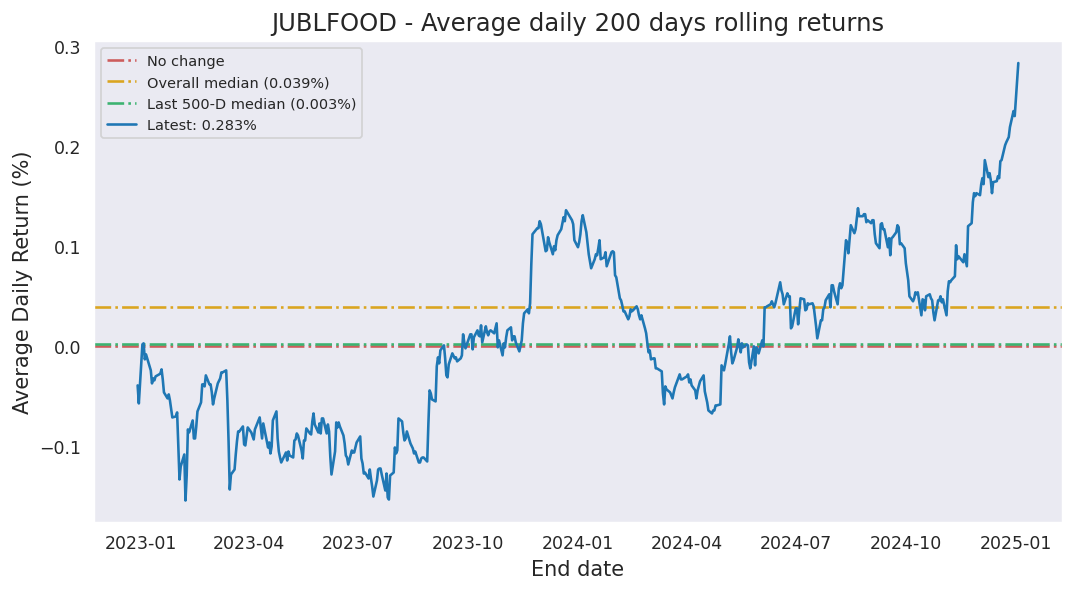 JUBLFOOD - Average daily 200 days rolling returns
No change
Overall median (0.039%)
Last 500-D median (0.003%)
Latest: 0.283%
Average Daily Return (%)
0.3
0.2
0.1
0.0
−0.1
2023-01 2023-04 2023-07 2023-10 2024-01 2024-04 2024-07 2024-10 2025-01
End date